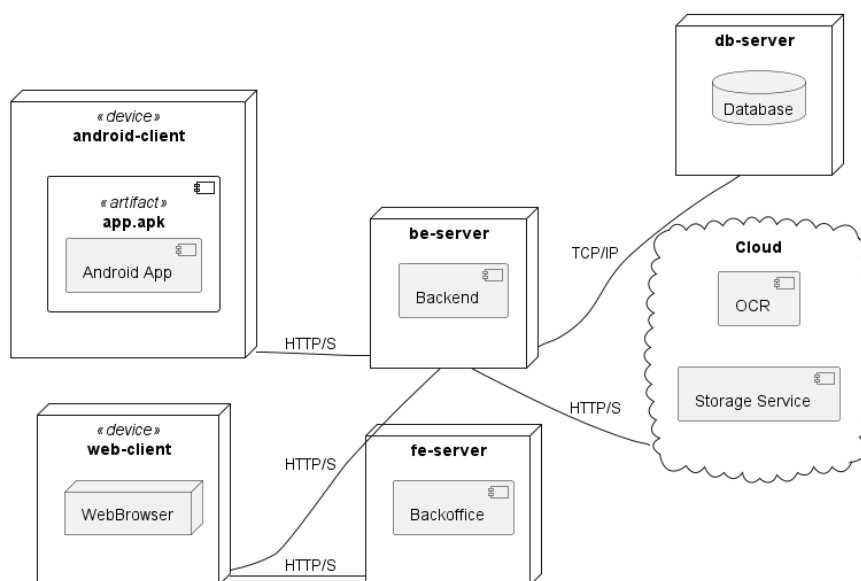 db-server
Database
«device»
android-client
«artifact»
app.apk
Android App
be-server
Backend
TCP/IP
Cloud
OCR
Storage Service
HTTP/S
HTTP/S
«device»
web-client
WebBrowser
HTTP/S
fe-server
Backoffice
HTTP/S